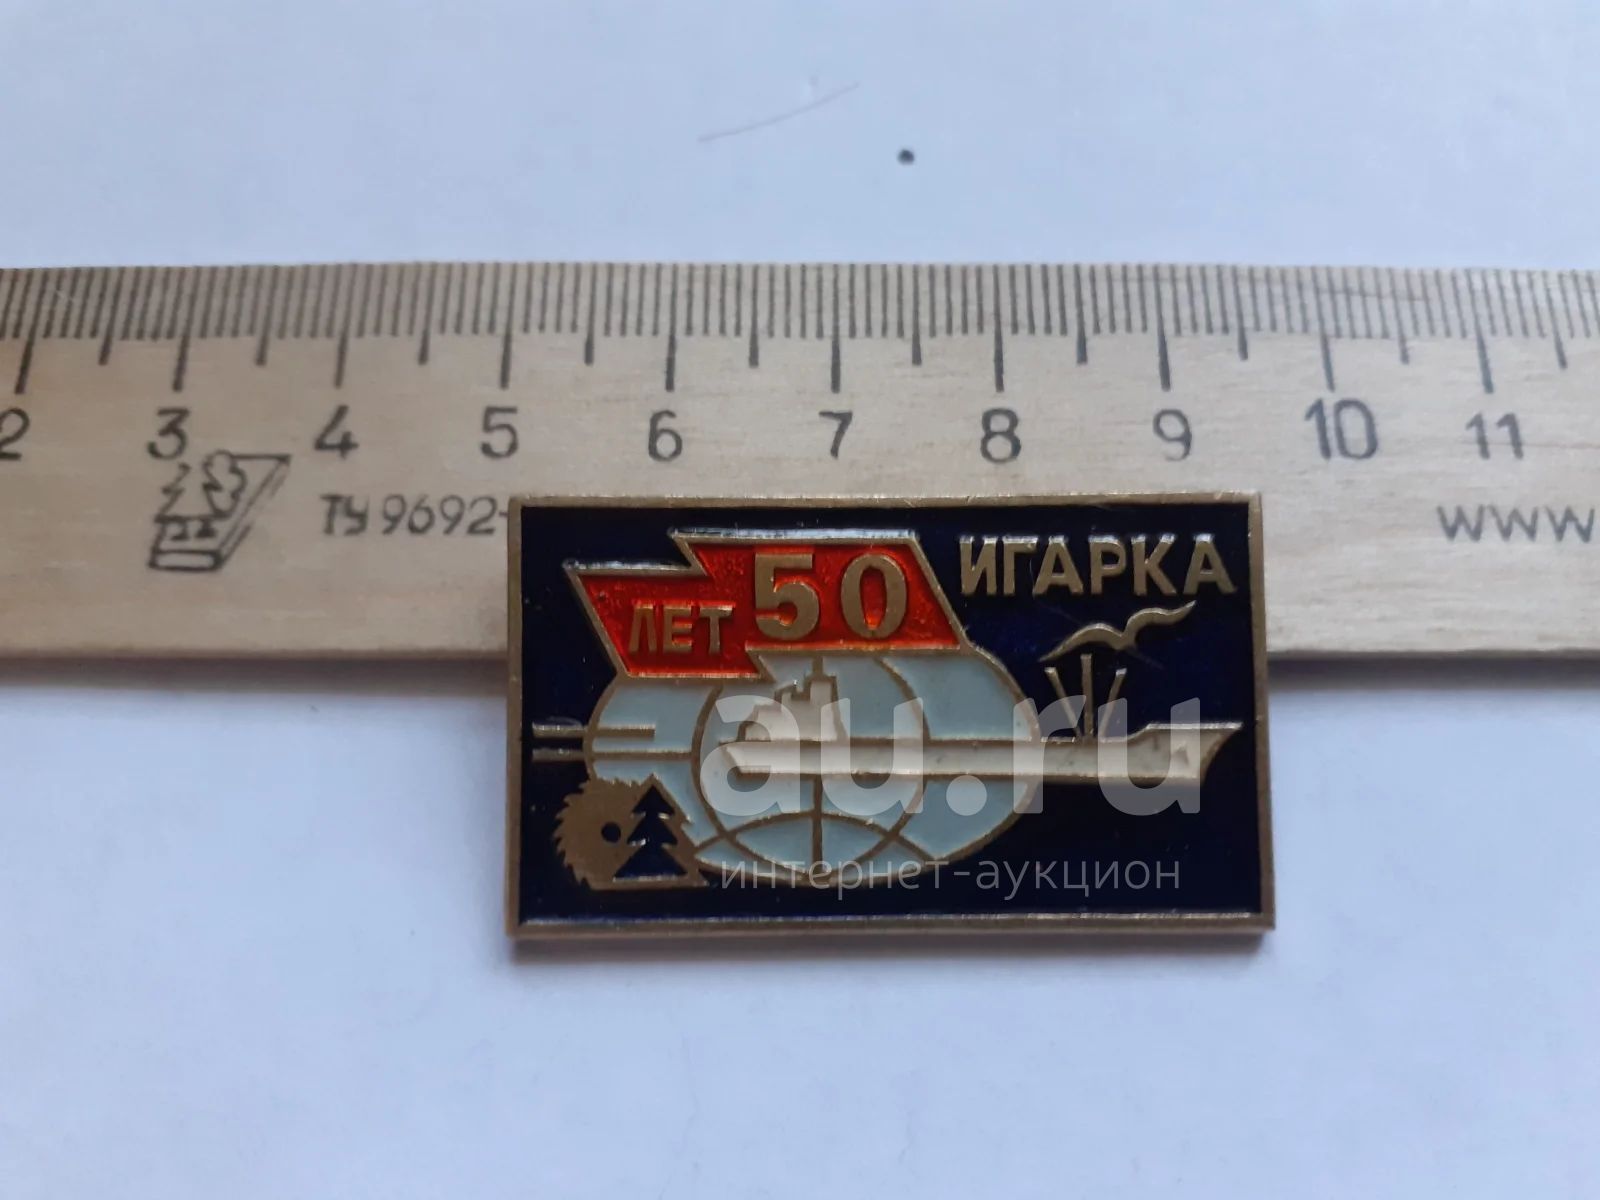 2 3 4 5 6 7 8 9 10 11
ТУ 9692-
www.
50 ИГАРКА
ЛЕТ
au.ru
интернет-аукцион